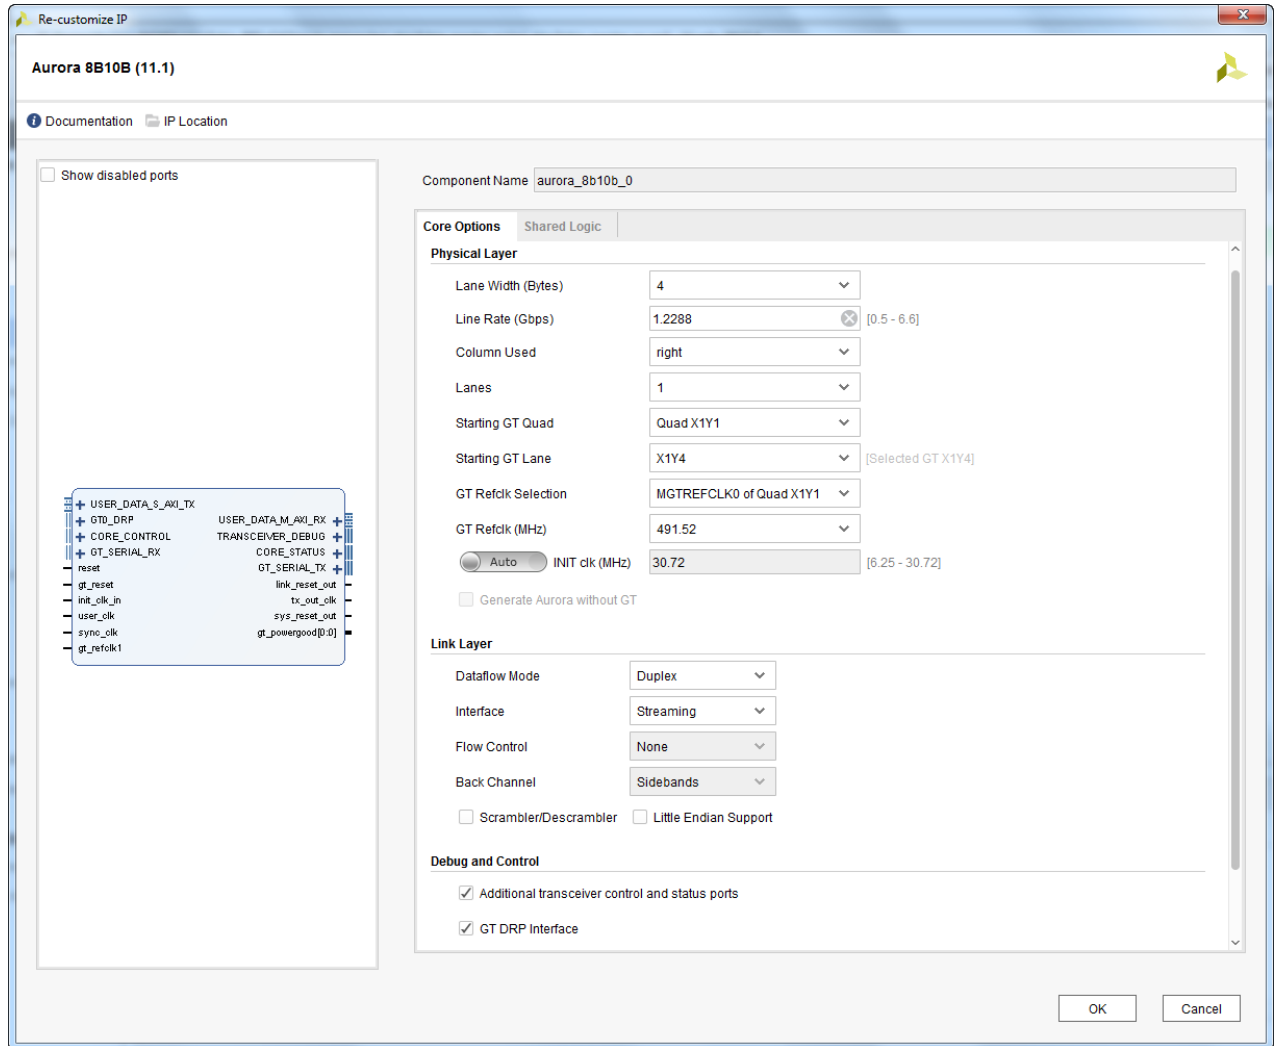 Re-customize IP
Aurora 8B10B (11.1)
Documentation IP Location
Show disabled ports
USER_DATA_S_AXI_TX
GT0_DRP USER_DATA_M_AXI_RX
CORE_CONTROL TRANSCEIVER_DEBUG
GT_SERIAL_RX CORE_STATUS
reset GT_SERIAL_TX
gt_reset link_reset_out
init_clk_in tx_out_clk
user_clk sys_reset_out
sync_clk gt_powergood[0:0]
gt_refclk1
Component Name aurora_8b10b_0
Core Options Shared Logic
Physical Layer
Lane Width (Bytes) 4
Line Rate (Gbps) 1.2288 [0.5 - 6.6]
Column Used right
Lanes 1
Starting GT Quad Quad X1Y1
Starting GT Lane X1Y4 [Selected GT X1Y4]
GT Refclk Selection MGTREFCLK0 of Quad X1Y1
GT Refclk (MHz) 491.52
Auto INIT clk (MHz) 30.72 [6.25 - 30.72]
Generate Aurora without GT
Link Layer
Dataflow Mode Duplex
Interface Streaming
Flow Control None
Back Channel Sidebands
Scrambler/Descrambler Little Endian Support
Debug and Control
Additional transceiver control and status ports
GT DRP Interface
OK Cancel